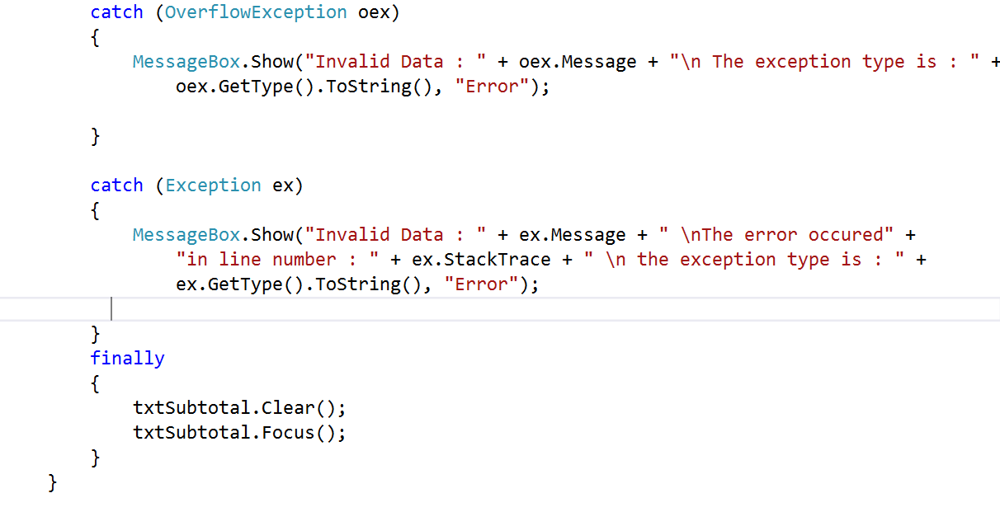 catch (OverflowException oex)
{
MessageBox.Show("Invalid Data : " + oex.Message + "\n The exception type is : " +
oex.GetType().ToString(), "Error");
}
catch (Exception ex)
{
MessageBox.Show("Invalid Data : " + ex.Message + " \nThe error occured" +
"in line number : " + ex.StackTrace + " \n the exception type is : " +
ex.GetType().ToString(), "Error");
}
finally
{
txtSubtotal.Clear();
txtSubtotal.Focus();
}
}